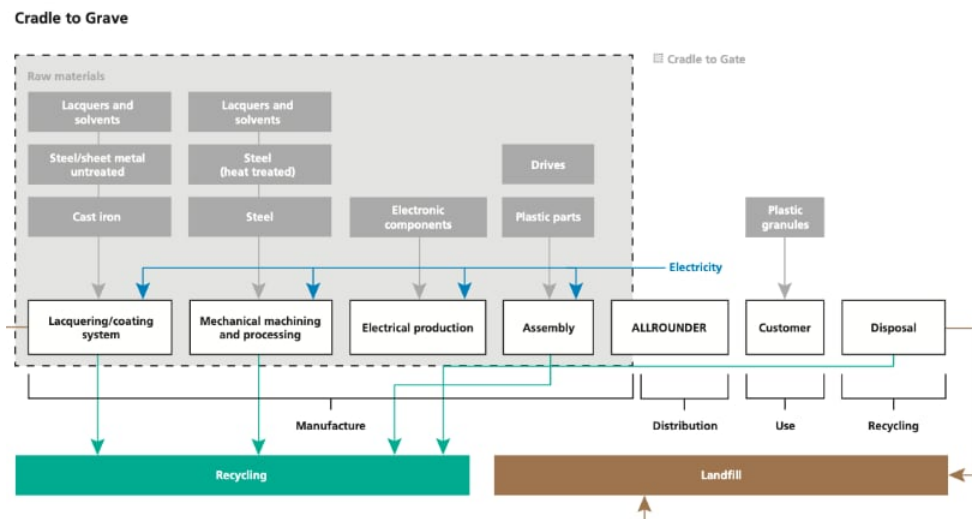 Cradle to Grave
Cradle to Gate
Raw materials
Lacquers and
solvents
Lacquers and
solvents
Steel/sheet metal
untreated
Steel
(heat treated)
Drives
Cast iron
Steel
Electronic
components
Plastic parts
Plastic
granules
Electricity
Lacquering/coating
system
Mechanical machining
and processing
Electrical production
Assembly
ALLROUNDER
Customer
Disposal
Manufacture
Distribution
Use
Recycling
Recycling
Landfill